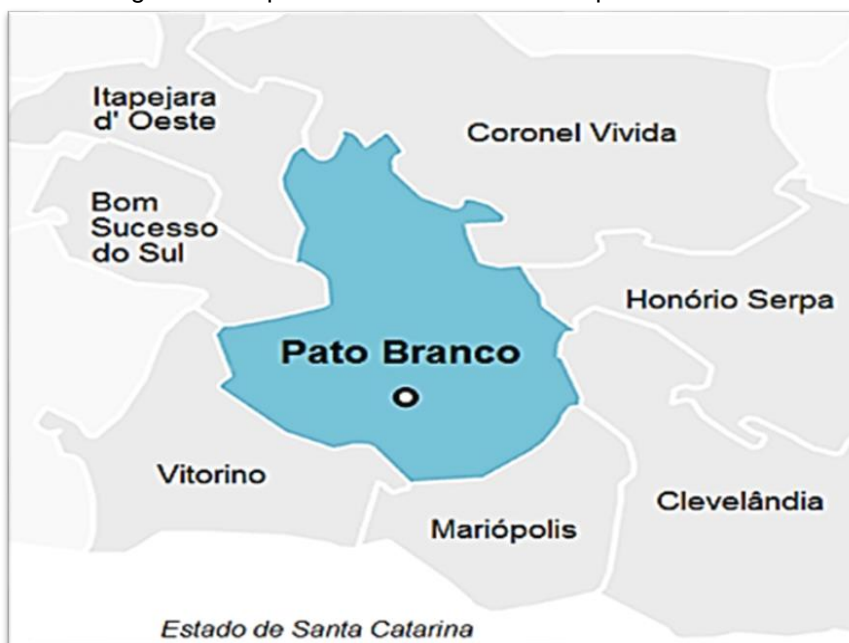 Itapejara
d' Oeste
Coronel Vivida
Bom
Sucesso
do Sul
Honório Serpa
Pato Branco
Vitorino
Clevelândia
Mariópolis
Estado de Santa Catarina